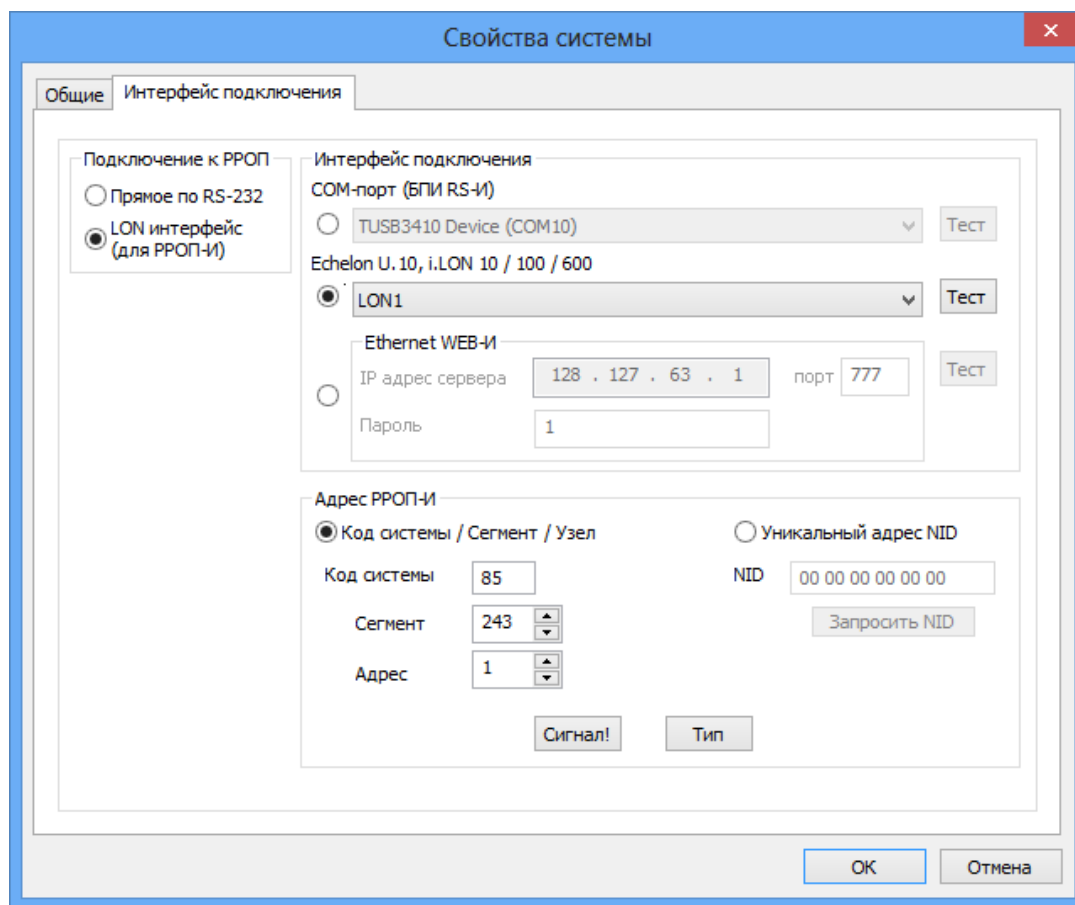 Свойства системы
Общие
Интерфейс подключения
Подключение к РРОП
Прямое по RS-232
LON интерфейс
(для РРОП-И)
Интерфейс подключения
COM-порт (БПИ RS-И)
TUSB3410 Device (COM10)
Тест
Echelon U.10, i.LON 10 / 100 / 600
LON1
Тест
Ethernet WEB-И
IP адрес сервера
128 . 127 . 63 . 1
порт
777
Тест
Пароль
1
Адрес РРОП-И
Код системы / Сегмент / Узел
Уникальный адрес NID
Код системы
85
NID
00 00 00 00 00 00
Сегмент
243
Запросить NID
Адрес
1
Сигнал!
Тип
OK
Отмена